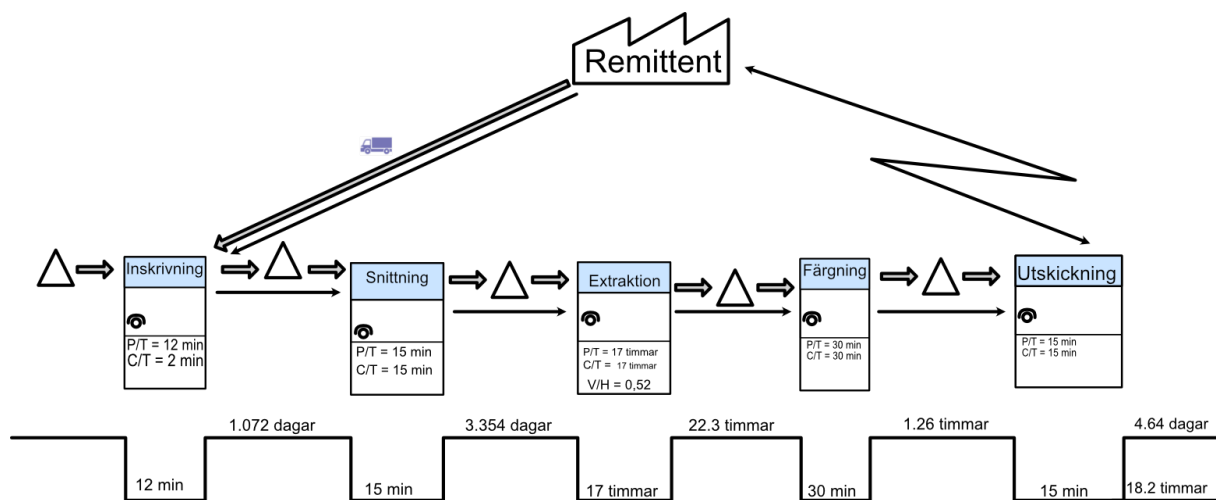 Remittent
Inskrivning
P/T = 12 min
C/T = 2 min
Snittning
P/T = 15 min
C/T = 15 min
Extraktion
P/T = 17 timmar
C/T = 17 timmar
V/H = 0,52
Färgning
P/T = 30 min
C/T = 30 min
Utskickning
P/T = 15 min
C/T = 15 min
1.072 dagar
3.354 dagar
22.3 timmar
1.26 timmar
4.64 dagar
12 min
15 min
17 timmar
30 min
15 min
18.2 timmar